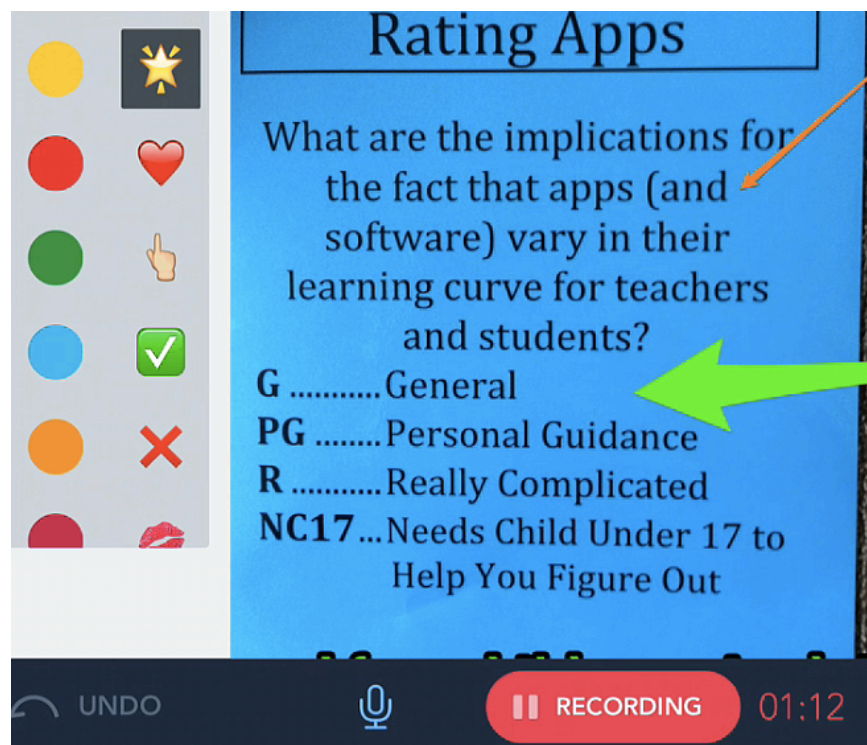 Rating Apps
What are the implications for
the fact that apps (and
software) vary in their
learning curve for teachers
and students?
G ...........General
PG ........Personal Guidance
R ...........Really Complicated
NC17...Needs Child Under 17 to
Help You Figure Out
UNDO
RECORDING
01:12